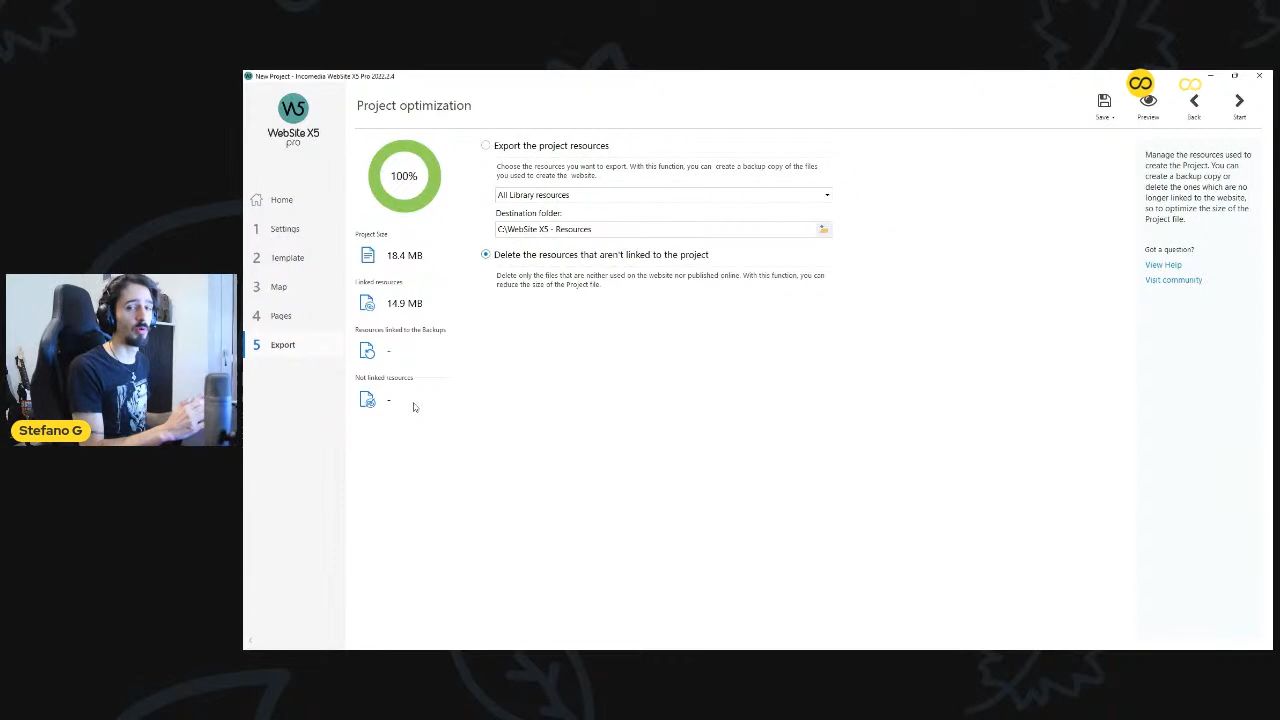 New Project - Incomedia WebSite X5 Pro 2022.2.4
W5
WebSite X5
pro
Home
1 Settings
2 Template
3 Map
4 Pages
5 Export
Project optimization
Save
Preview
Back
Start
100%
Project Size
18.4 MB
Linked resources
14.9 MB
Resources linked to the Backups
-
Not linked resources
-
Export the project resources
Choose the resources you want to export. With this function, you can create a backup copy of the files
you used to create the website.
All Library resources
Destination folder:
C:\WebSite X5 - Resources
Delete the resources that aren't linked to the project
Delete only the files that are neither used on the website nor published online. With this function, you can
reduce the size of the Project file.
Manage the resources used to
create the Project. You can
create a backup copy or
delete the ones which are no
longer linked to the website,
so to optimize the size of the
Project file.
Got a question?
View Help
Visit community
Stefano G